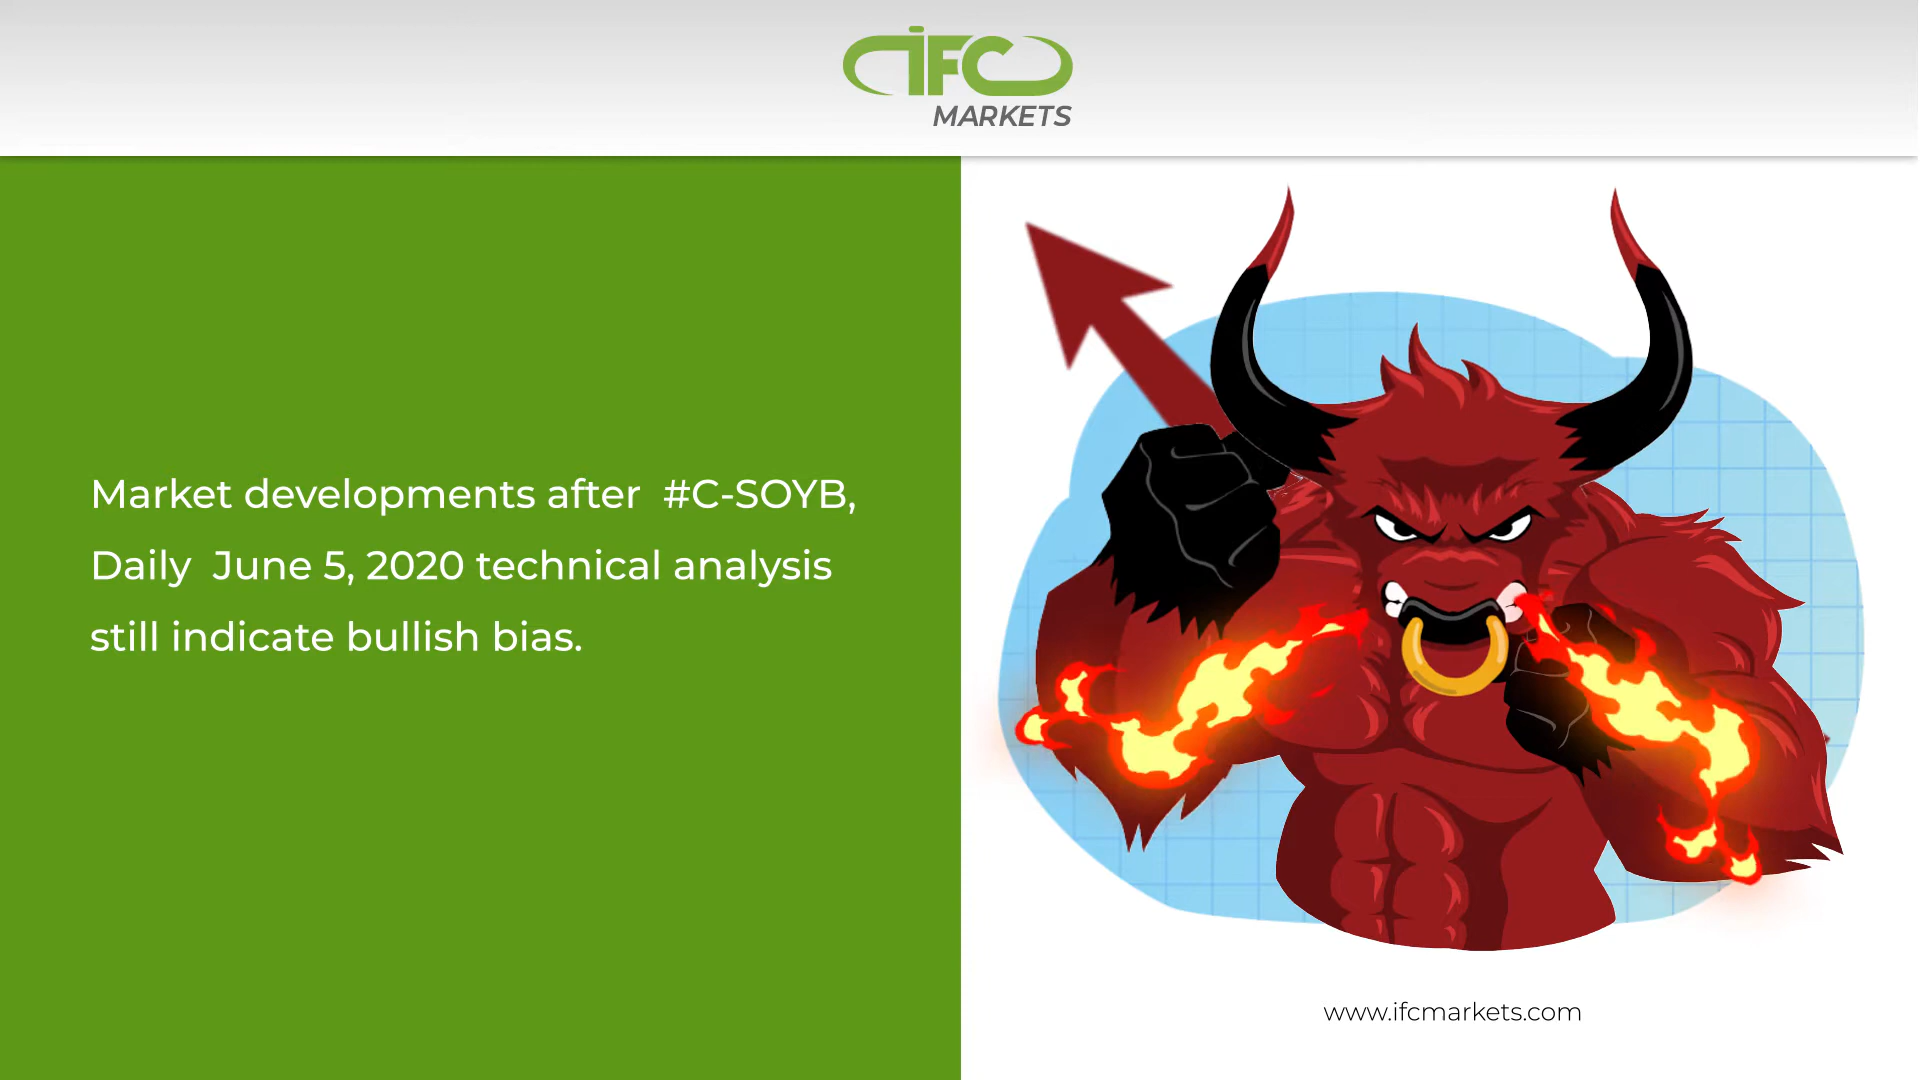 iFC
MARKETS
Market developments after #C-SOYB,
Daily June 5, 2020 technical analysis
still indicate bullish bias.
www.ifcmarkets.com